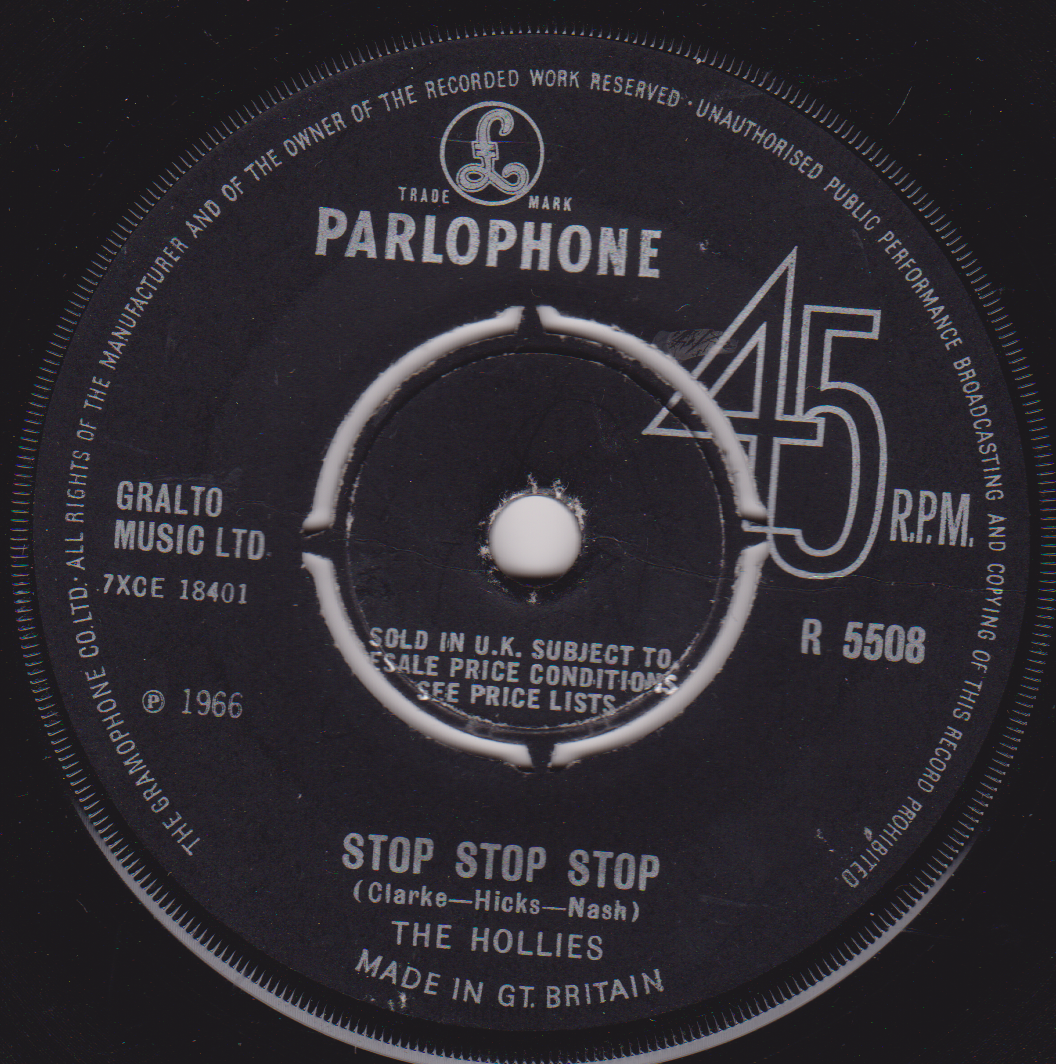 THE GRAMOPHONE CO. LTD. · ALL RIGHTS OF THE MANUFACTURER AND OF THE OWNER OF THE RECORDED WORK RESERVED · UNAUTHORISED PUBLIC PERFORMANCE BROADCASTING AND COPYING OF THIS RECORD PROHIBITED
£
TRADE MARK
PARLOPHONE
45 R.P.M.
GRALTO
MUSIC LTD.
7XCE 18401
R 5508
SOLD IN U.K. SUBJECT TO
ESALE PRICE CONDITIONS
SEE PRICE LISTS
℗ 1966
STOP STOP STOP
(Clarke—Hicks—Nash)
THE HOLLIES
MADE IN GT. BRITAIN